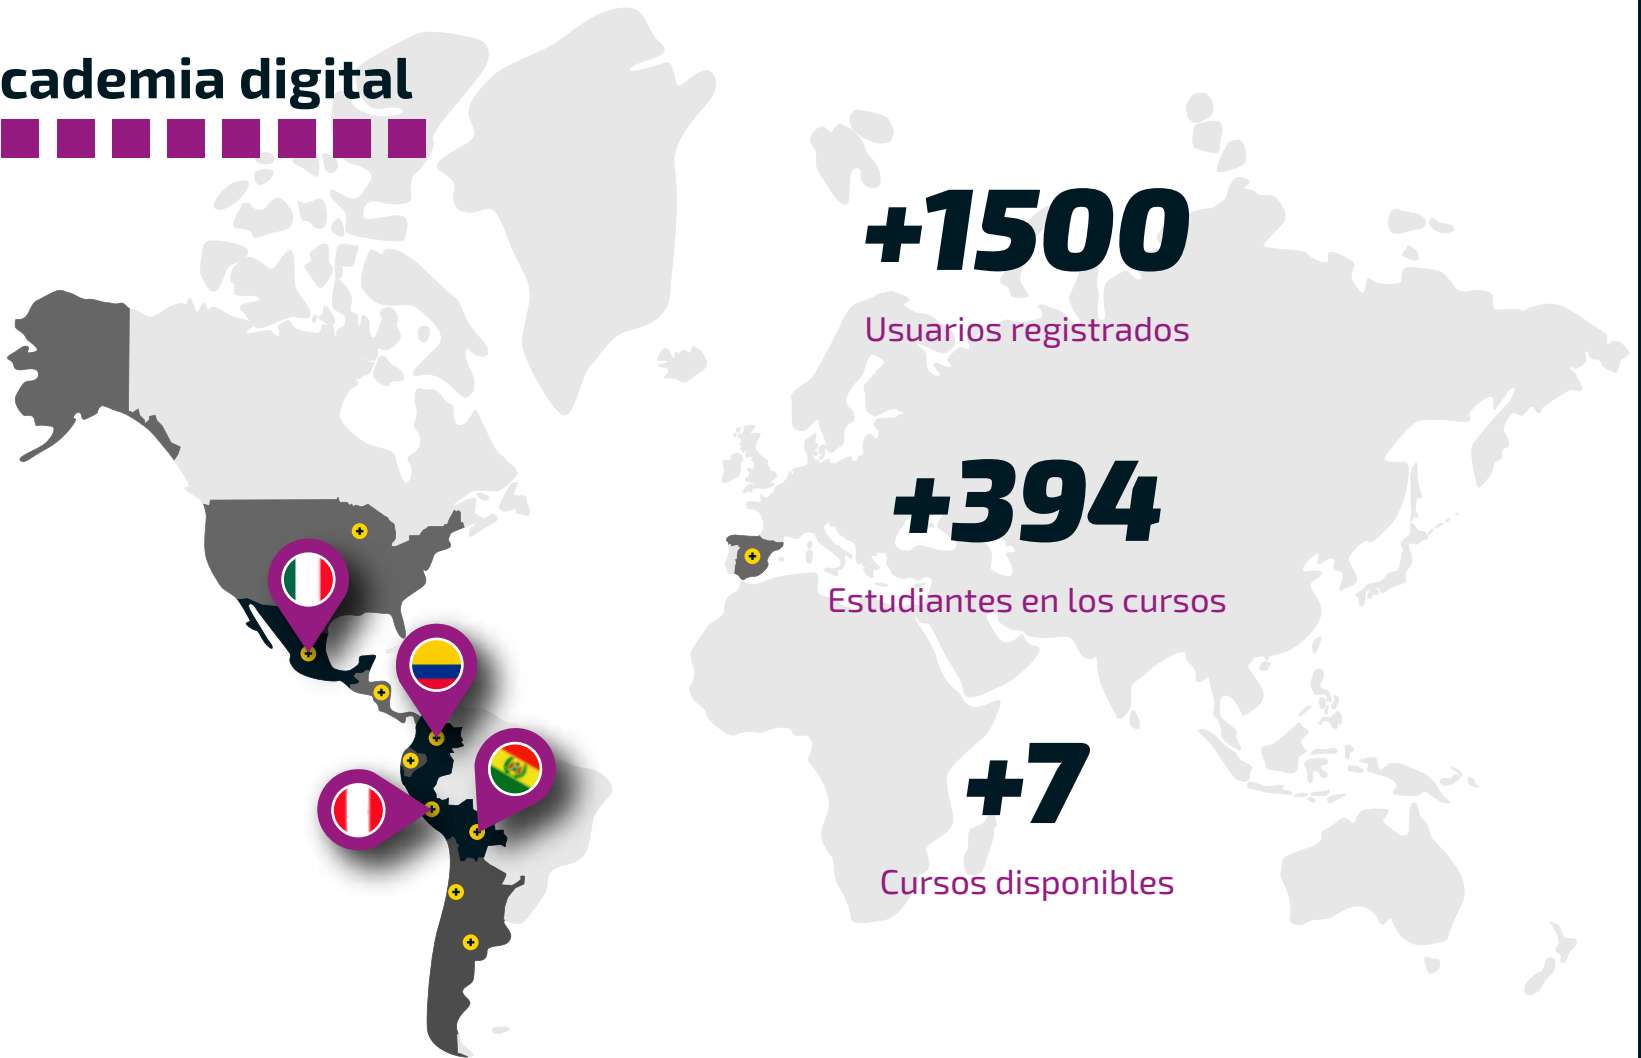 cademia digital
+1500
Usuarios registrados
+394
Estudiantes en los cursos
+7
Cursos disponibles